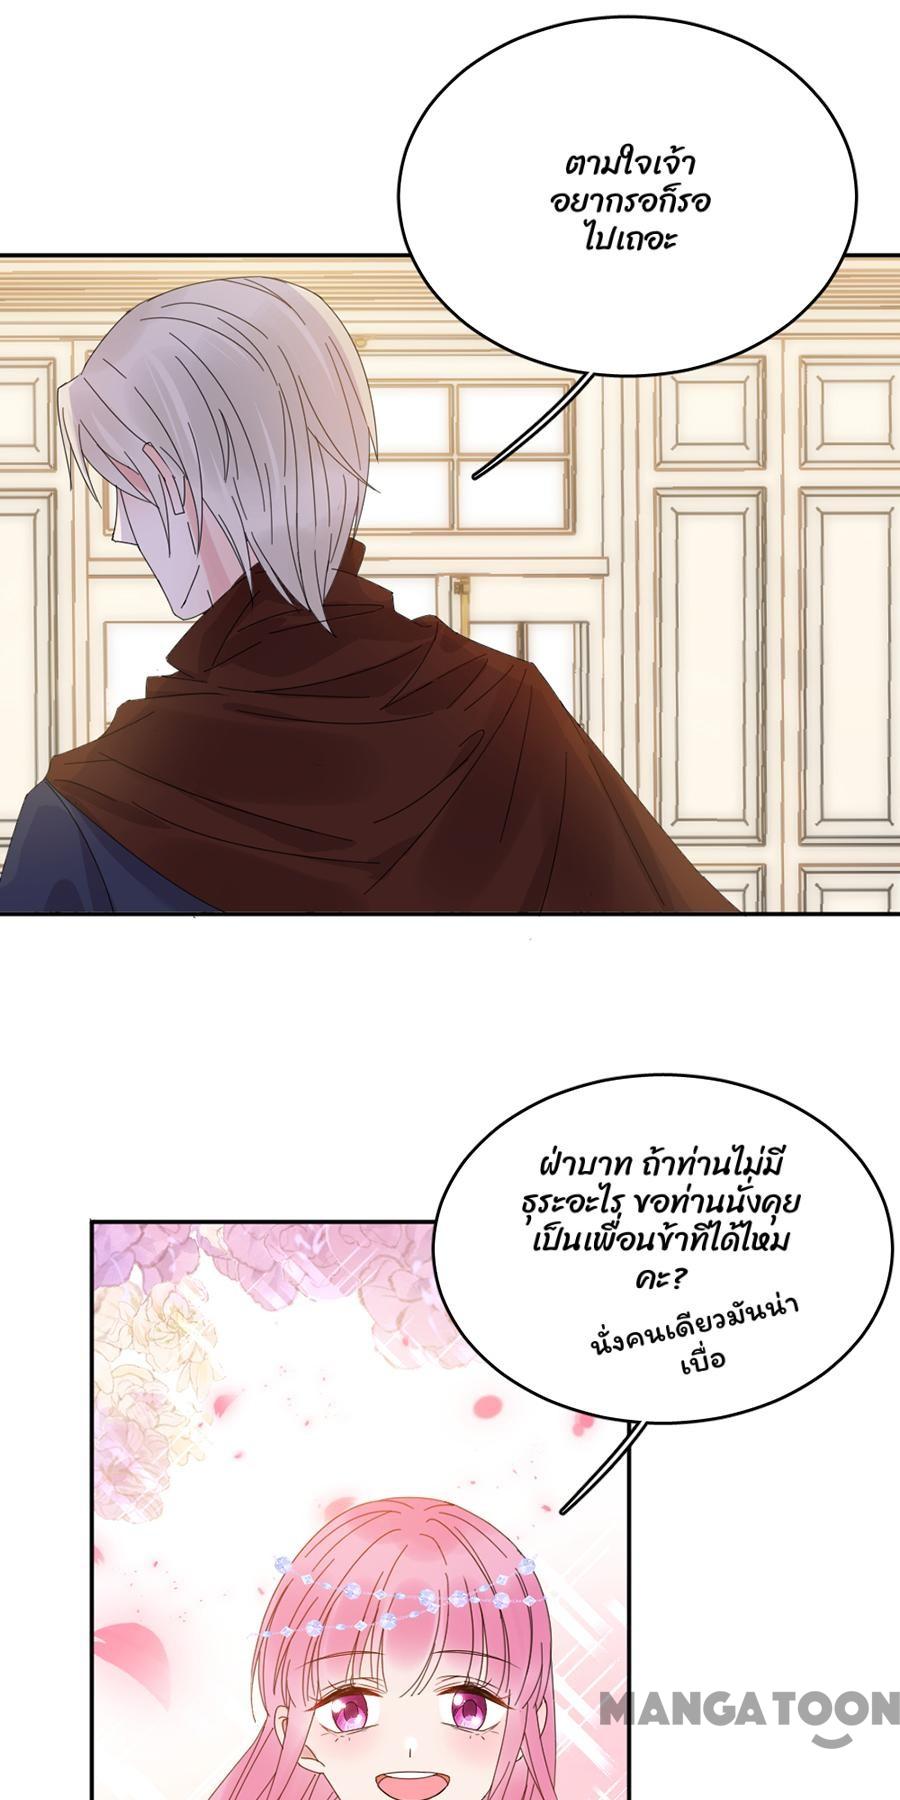 ตามใจเจ้า
อยากรอก็รอ
ไปเถอะ
ฝ่าบาท ถ้าท่านไม่มี
ธุระอะไร ขอท่านนั่งคุย
เป็นเพื่อนข้าทีได้ไหม
คะ?
นั่งคนเดียวมันน่า
เบื่อ
MANGATOON